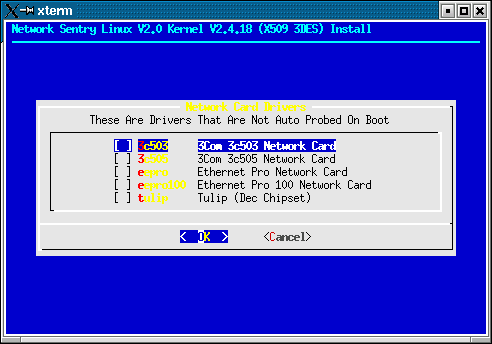 xterm
Network Sentry Linux V2.0 Kernel V2.4.18 (X509 3DES) Install
Network Card Drivers
These Are Drivers That Are Not Auto Probed On Boot
[ ] 3c503 3Com 3c503 Network Card
[ ] 3c505 3Com 3c505 Network Card
[ ] eepro Ethernet Pro Network Card
[ ] eepro100 Ethernet Pro 100 Network Card
[ ] tulip Tulip (Dec Chipset)
< OK > <Cancel>